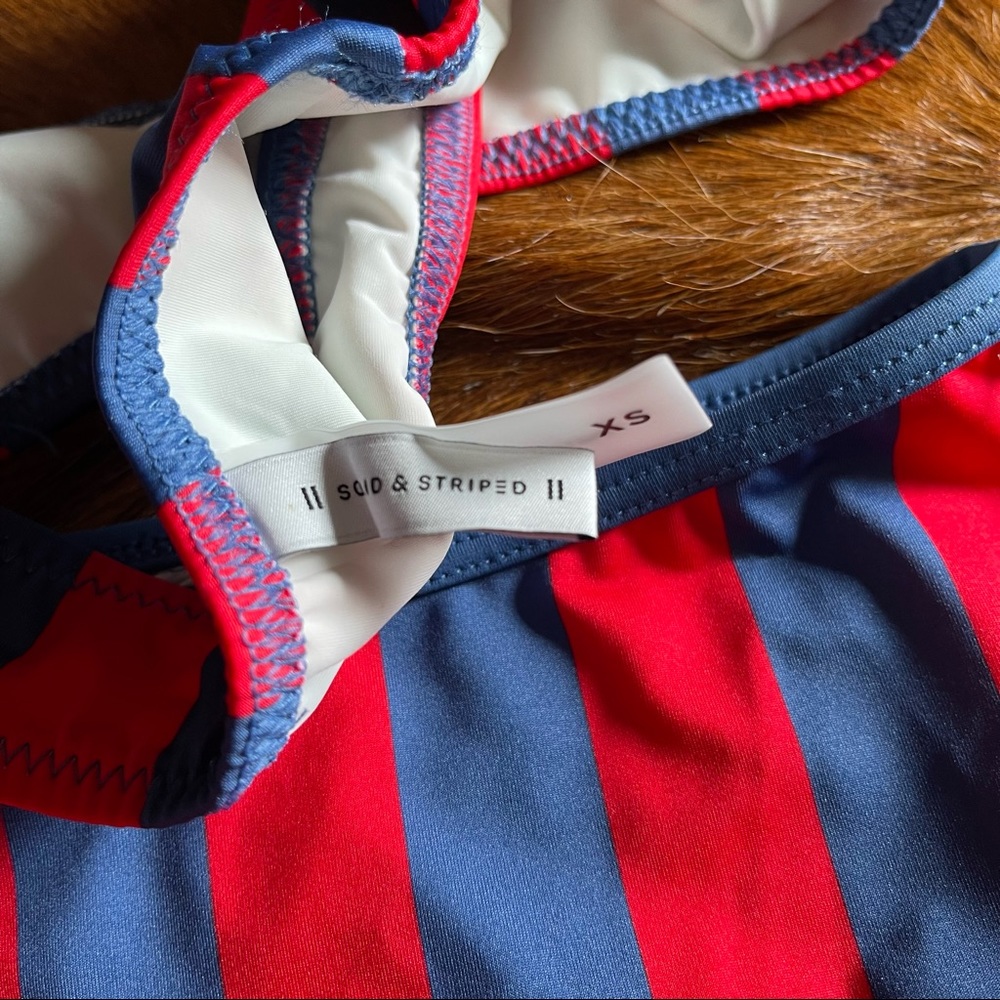 XS
|| SOLID & STRIPED ||